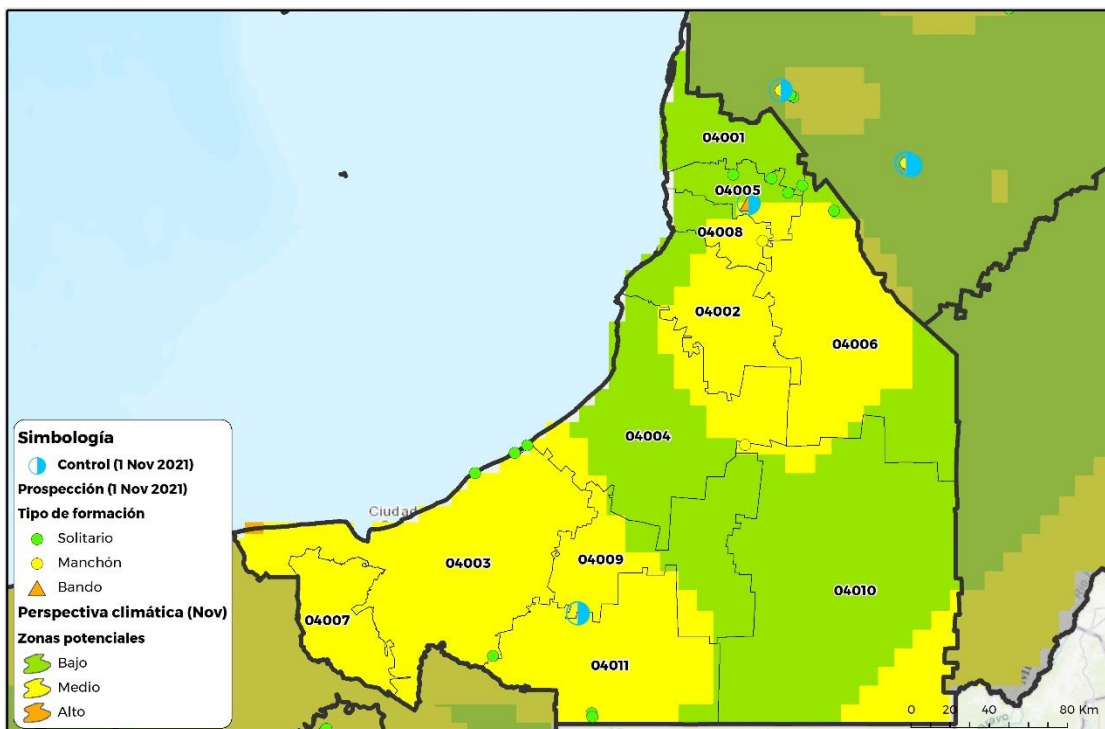 04001
04005
04008
04002
04006
04004
Simbología
Control (1 Nov 2021)
Prospección (1 Nov 2021)
Tipo de formación
Solitario
Manchón
Bando
Perspectiva climática (Nov)
Zonas potenciales
Bajo
Medio
Alto
Ciudad
04003
04009
04010
04007
04011
0 20 40 80 Km